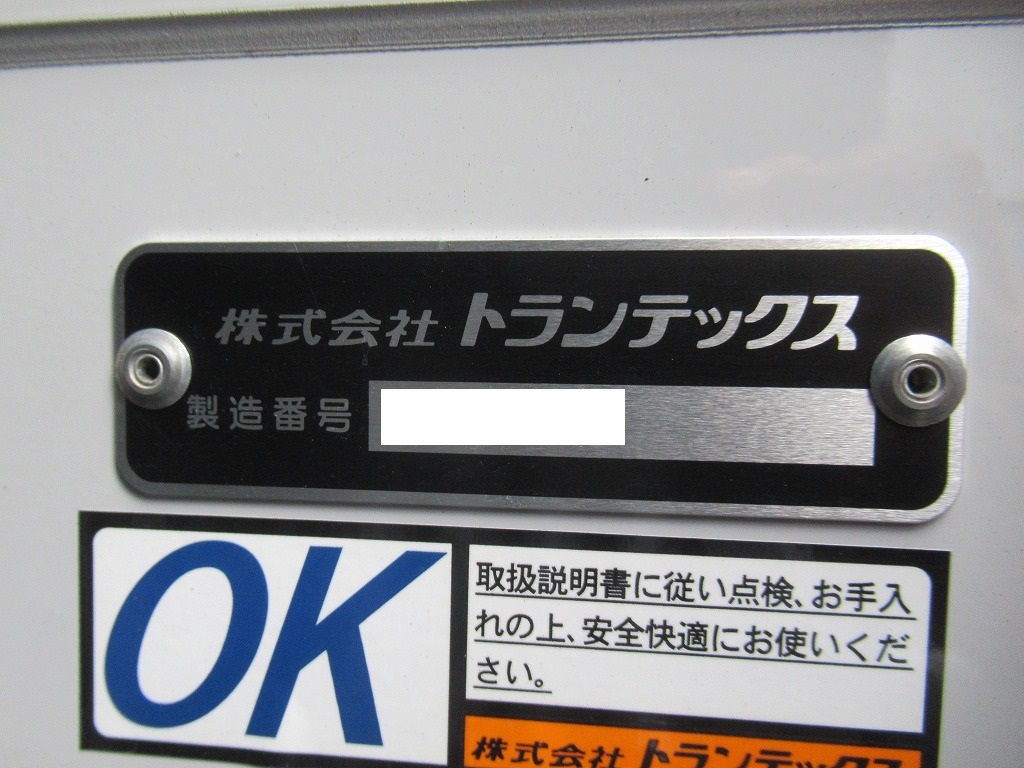 株式会社 トランテックス
製造番号
OK
取扱説明書に従い点検、お手入
れの上、安全快適にお使いくだ
さい。
株式会社 トランテックス